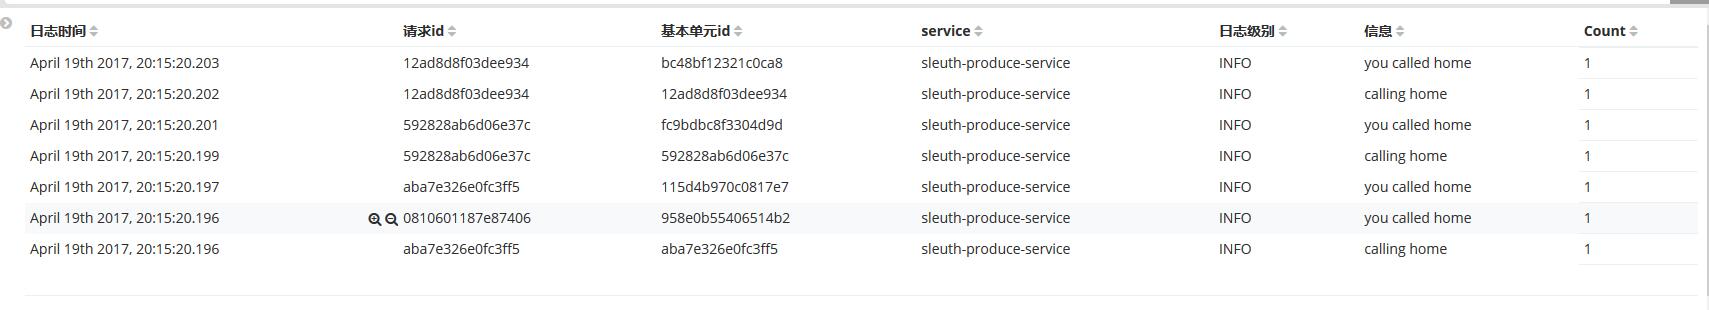 日志时间 请求id 基本单元id service 日志级别 信息 Count
April 19th 2017, 20:15:20.203 12ad8d8f03dee934 bc48bf12321c0ca8 sleuth-produce-service INFO you called home 1
April 19th 2017, 20:15:20.202 12ad8d8f03dee934 12ad8d8f03dee934 sleuth-produce-service INFO calling home 1
April 19th 2017, 20:15:20.201 592828ab6d06e37c fc9bdbc8f3304d9d sleuth-produce-service INFO you called home 1
April 19th 2017, 20:15:20.199 592828ab6d06e37c 592828ab6d06e37c sleuth-produce-service INFO calling home 1
April 19th 2017, 20:15:20.197 aba7e326e0fc3ff5 115d4b970c0817e7 sleuth-produce-service INFO you called home 1
April 19th 2017, 20:15:20.196 0810601187e87406 958e0b55406514b2 sleuth-produce-service INFO you called home 1
April 19th 2017, 20:15:20.196 aba7e326e0fc3ff5 aba7e326e0fc3ff5 sleuth-produce-service INFO calling home 1